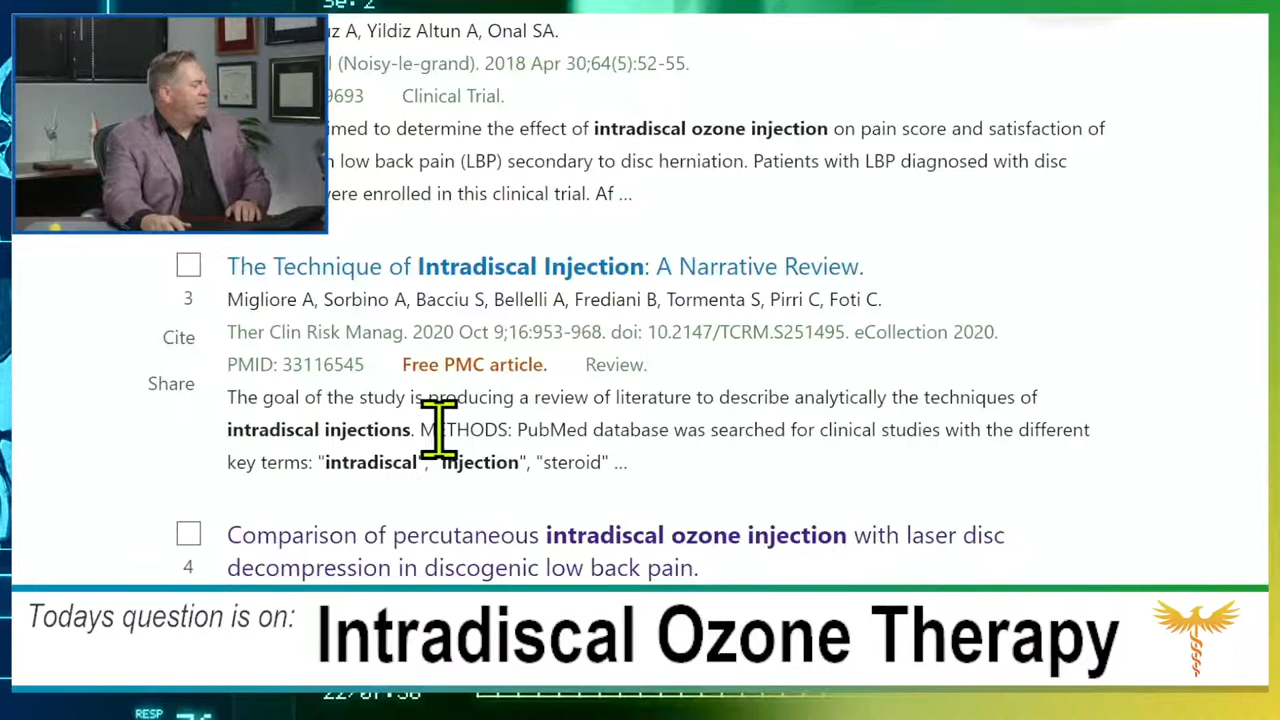 uz A, Yildiz Altun A, Onal SA.
l (Noisy-le-grand). 2018 Apr 30;64(5):52-55.
9693 Clinical Trial.
imed to determine the effect of intradiscal ozone injection on pain score and satisfaction of
low back pain (LBP) secondary to disc herniation. Patients with LBP diagnosed with disc
were enrolled in this clinical trial. Af ...
The Technique of Intradiscal Injection: A Narrative Review.
3
Migliore A, Sorbino A, Bacciu S, Bellelli A, Frediani B, Tormenta S, Pirri C, Foti C.
Cite
Ther Clin Risk Manag. 2020 Oct 9;16:953-968. doi: 10.2147/TCRM.S251495. eCollection 2020.
PMID: 33116545 Free PMC article. Review.
Share
The goal of the study is producing a review of literature to describe analytically the techniques of
intradiscal injections. METHODS: PubMed database was searched for clinical studies with the different
key terms: "intradiscal", "injection", "steroid" ...
Comparison of percutaneous intradiscal ozone injection with laser disc
4
decompression in discogenic low back pain.
Todays question is on: Intradiscal Ozone Therapy
RESP